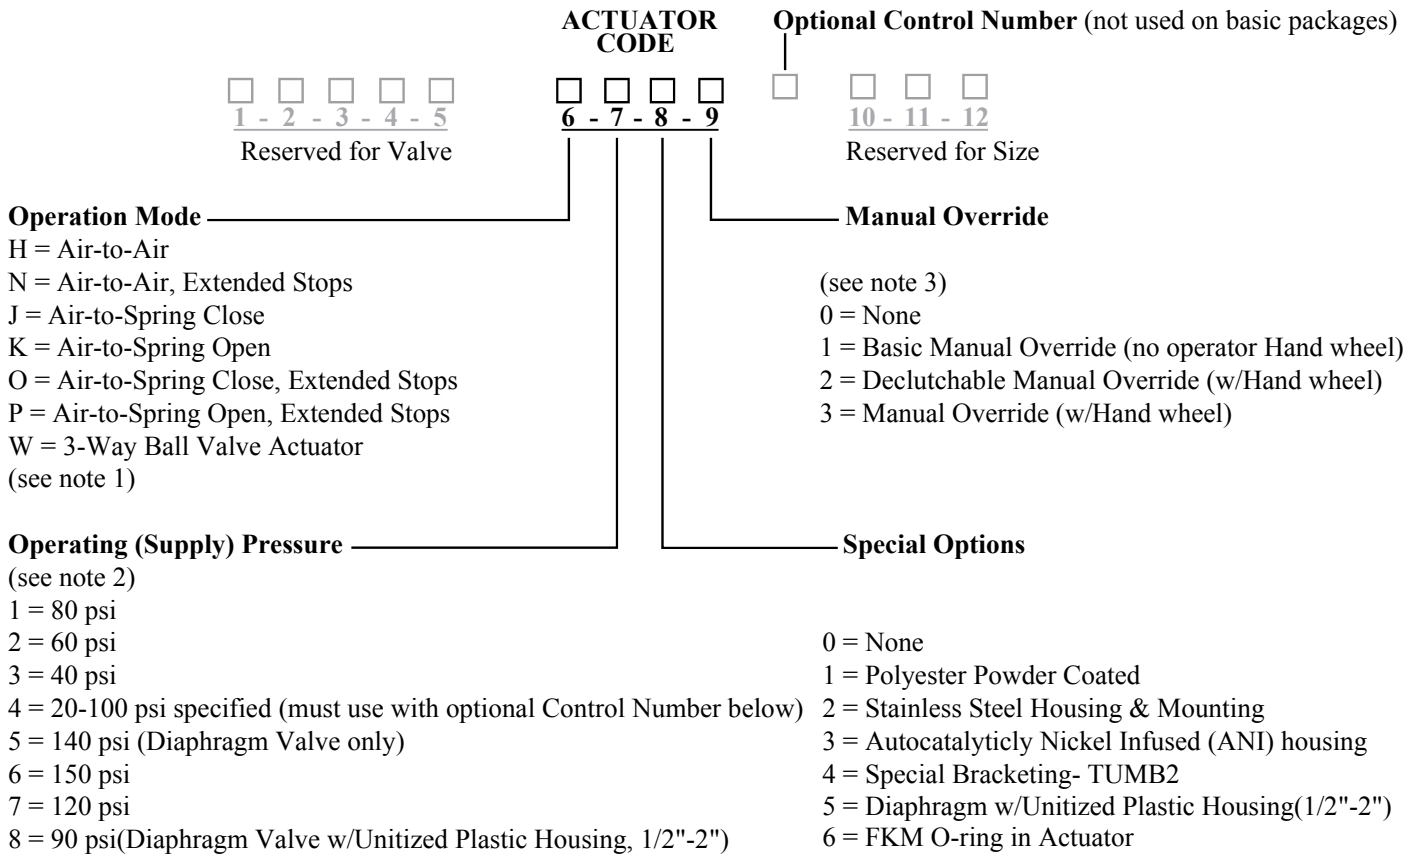 ACTUATOR
CODE
Optional Control Number (not used on basic packages)
1 - 2 - 3 - 4 - 5
6 - 7 - 8 - 9
10 - 11 - 12
Reserved for Valve
Reserved for Size
Operation Mode
H = Air-to-Air
N = Air-to-Air, Extended Stops
J = Air-to-Spring Close
K = Air-to-Spring Open
O = Air-to-Spring Close, Extended Stops
P = Air-to-Spring Open, Extended Stops
W = 3-Way Ball Valve Actuator
(see note 1)
Manual Override
(see note 3)
0 = None
1 = Basic Manual Override (no operator Hand wheel)
2 = Declutchable Manual Override (w/Hand wheel)
3 = Manual Override (w/Hand wheel)
Operating (Supply) Pressure
(see note 2)
1 = 80 psi
2 = 60 psi
3 = 40 psi
4 = 20-100 psi specified (must use with optional Control Number below)
5 = 140 psi (Diaphragm Valve only)
6 = 150 psi
7 = 120 psi
8 = 90 psi(Diaphragm Valve w/Unitized Plastic Housing, 1/2"-2")
Special Options
0 = None
1 = Polyester Powder Coated
2 = Stainless Steel Housing & Mounting
3 = Autocatalyticly Nickel Infused (ANI) housing
4 = Special Bracketing- TUMB2
5 = Diaphragm w/Unitized Plastic Housing(1/2"-2")
6 = FKM O-ring in Actuator